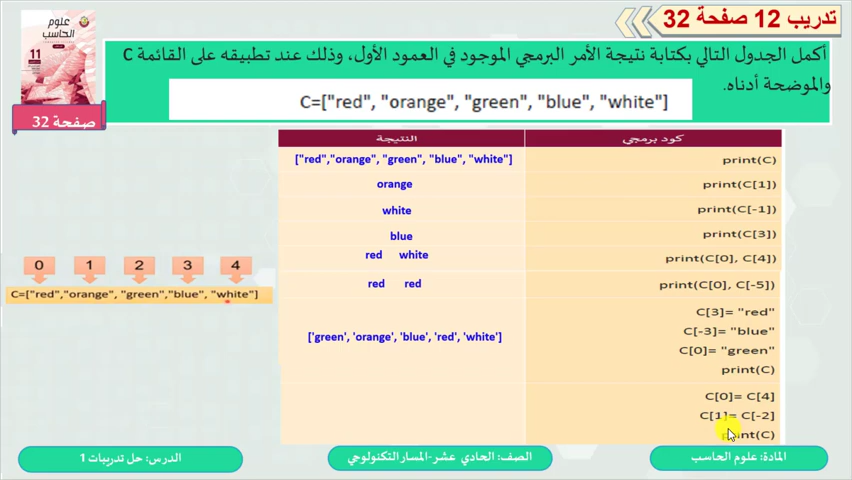 تدريب 12 صفحة 32
علوم
الحاسب
11
صفحة 32
أكمل الجدول التالي بكتابة نتيجة الأمر البرمجي الموجود في العمود الأول، وذلك عند تطبيقه على القائمة C
والموضحة أدناه.
C=["red", "orange", "green", "blue", "white"]
كود برمجي
النتيجة
print(C)
["red","orange", "green", "blue", "white"]
print(C[1])
orange
print(C[-1])
white
print(C[3])
blue
print(C[0], C[4])
red white
print(C[0], C[-5])
red red
C[3]= "red"
C[-3]= "blue"
C[0]= "green"
print(C)
['green', 'orange', 'blue', 'red', 'white']
C[0]= C[4]
C[1]= C[-2]
print(C)
0 1 2 3 4
C=["red","orange", "green","blue", "white"]
المادة: علوم الحاسب
الصف: الحادي عشر-المسار التكنولوجي
الدرس: حل تدريبات 1